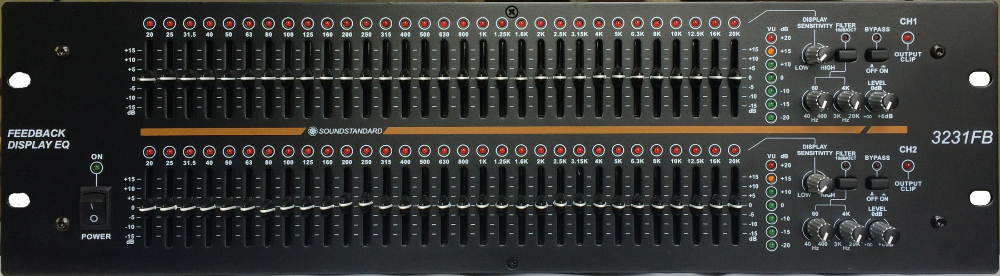 20 25 31.5 40 50 63 80 100 125 160 200 250 315 400 500 630 800 1K 1.25K 1.6K 2K 2.5K 3.15K 4K 5K 6.3K 8K 10K 12.5K 16K 20K
+15 +15
+10 +10
+5 +5
0 0
-5 -5
-10 -10
-15 -15
dB dB
VU dB
+20
+15
+10
0
-10
-15
-20
DISPLAY
SENSITIVITY
LOW HIGH
FILTER
18dB/OCT
BYPASS
OFF ON
CH1
OUTPUT
CLIP
60 4K
LEVEL
0dB
40 400 3K 20K -∞ +6dB
Hz Hz
FEEDBACK
DISPLAY EQ
SOUNDSTANDARD
3231FB
ON
I
O
POWER
20 25 31.5 40 50 63 80 100 125 160 200 250 315 400 500 630 800 1K 1.25K 1.6K 2K 2.5K 3.15K 4K 5K 6.3K 8K 10K 12.5K 16K 20K
+15 +15
+10 +10
+5 +5
0 0
-5 -5
-10 -10
-15 -15
dB dB
VU dB
+20
+15
+10
0
-10
-15
-20
DISPLAY
SENSITIVITY
LOW HIGH
FILTER
18dB/OCT
BYPASS
OFF ON
CH2
OUTPUT
CLIP
60 4K
LEVEL
0dB
40 400 3K 20K -∞ +6dB
Hz Hz